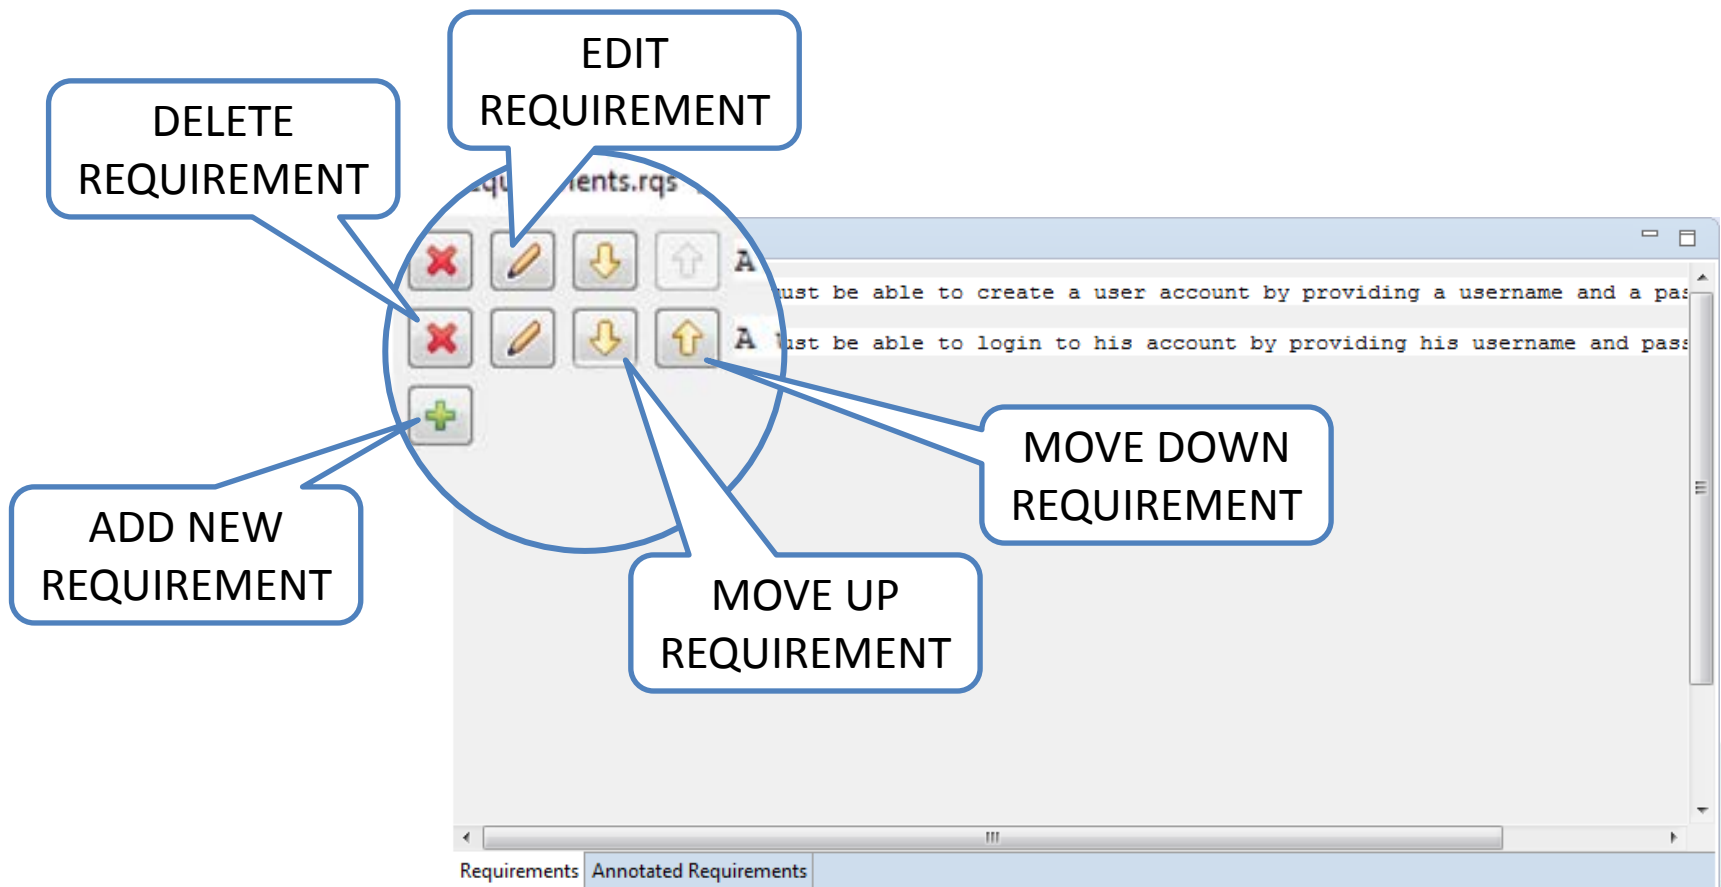 EDIT
REQUIREMENT
DELETE
REQUIREMENT
ents.rqs
A
ust be able to create a user account by providing a username and a pas
A
ust be able to login to his account by providing his username and pass
MOVE DOWN
REQUIREMENT
ADD NEW
REQUIREMENT
MOVE UP
REQUIREMENT
Requirements
Annotated Requirements